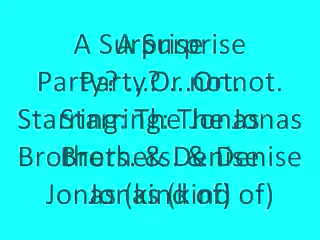 A Surprise
Party?...Or not.
Starring: The Jonas
Brothers. & Denise
Jonas (kind of)